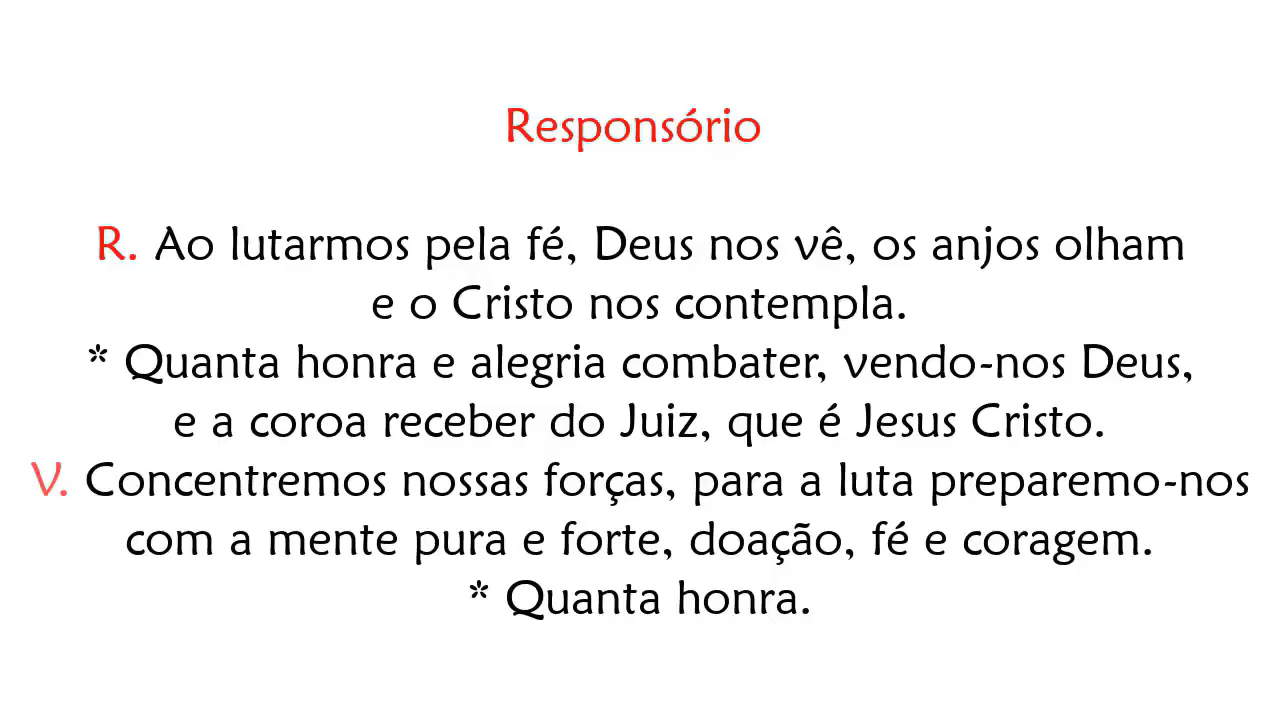 Responsório
R. Ao lutarmos pela fé, Deus nos vê, os anjos olham
e o Cristo nos contempla.
* Quanta honra e alegria combater, vendo-nos Deus,
e a coroa receber do Juiz, que é Jesus Cristo.
V. Concentremos nossas forças, para a luta preparemo-nos
com a mente pura e forte, doação, fé e coragem.
* Quanta honra.